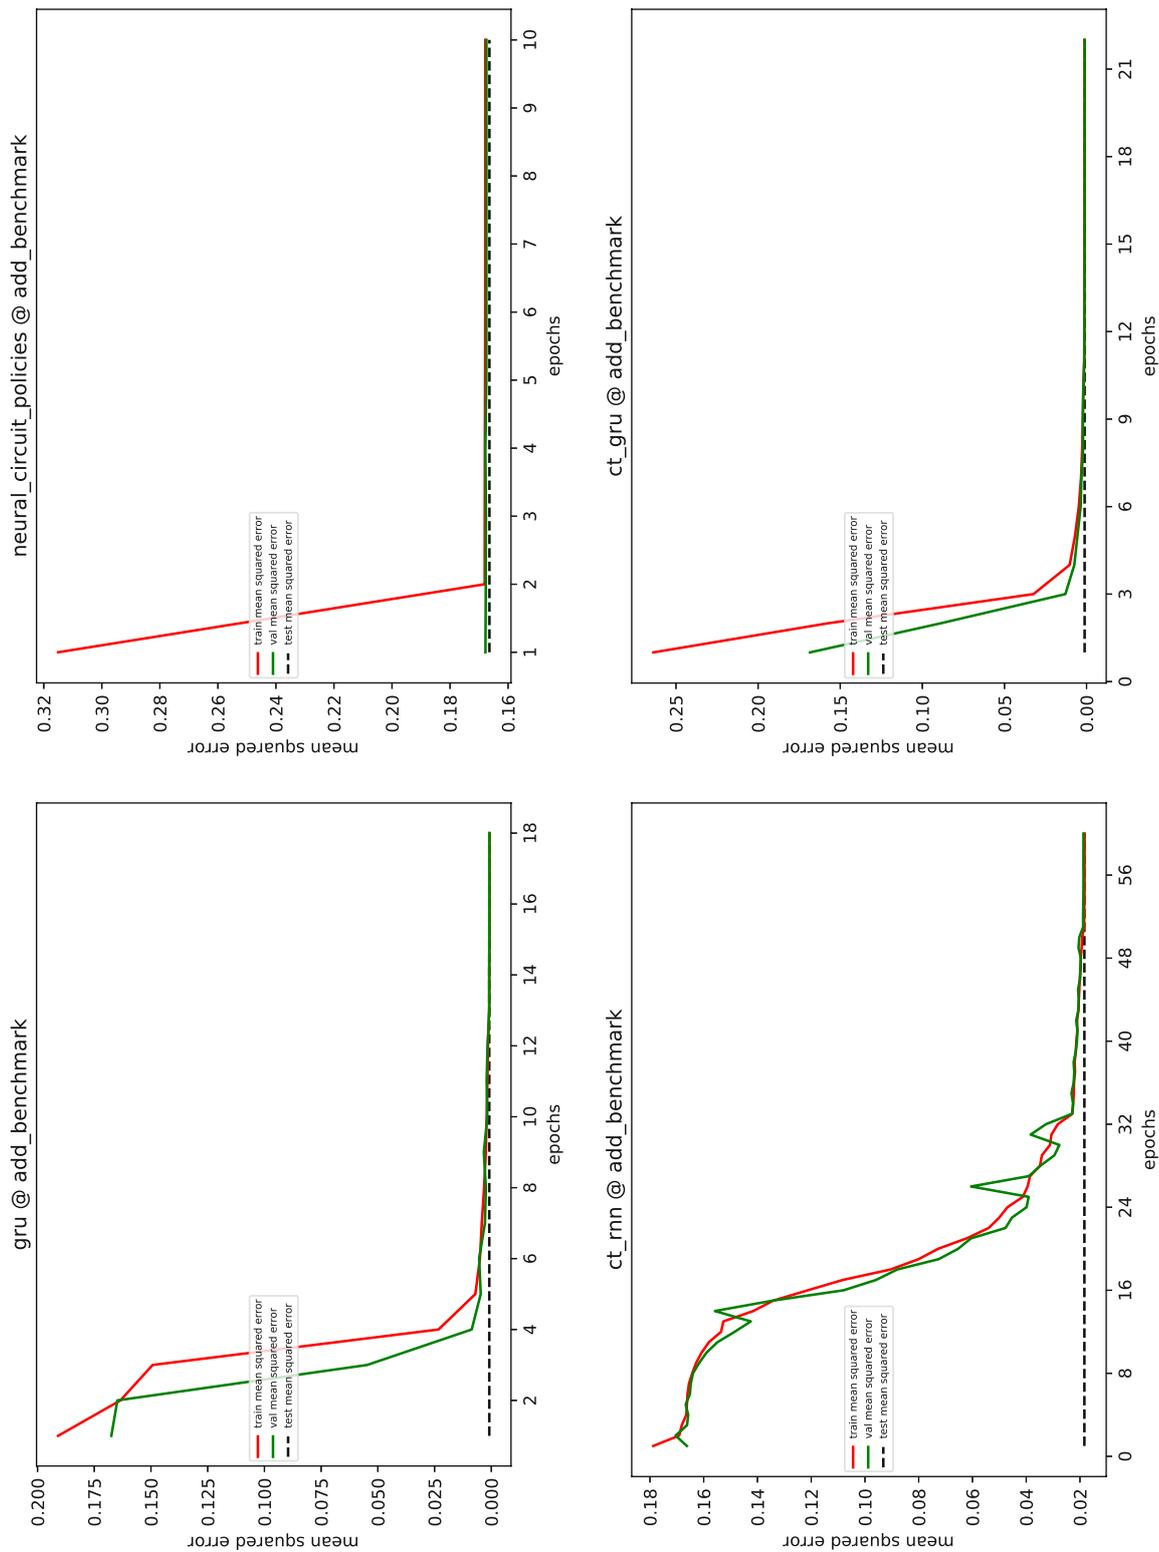 gru @ add_benchmark
mean squared error
0.200
0.175
0.150
0.125
0.100
0.075
0.050
0.025
0.000
train mean squared error
val mean squared error
test mean squared error
2 4 6 8 10 12 14 16 18
epochs
neural_circuit_policies @ add_benchmark
mean squared error
0.32
0.30
0.28
0.26
0.24
0.22
0.20
0.18
0.16
train mean squared error
val mean squared error
test mean squared error
1 2 3 4 5 6 7 8 9 10
epochs
ct_rnn @ add_benchmark
mean squared error
0.18
0.16
0.14
0.12
0.10
0.08
0.06
0.04
0.02
train mean squared error
val mean squared error
test mean squared error
0 8 16 24 32 40 48 56
epochs
ct_gru @ add_benchmark
mean squared error
0.25
0.20
0.15
0.10
0.05
0.00
train mean squared error
val mean squared error
test mean squared error
0 3 6 9 12 15 18 21
epochs